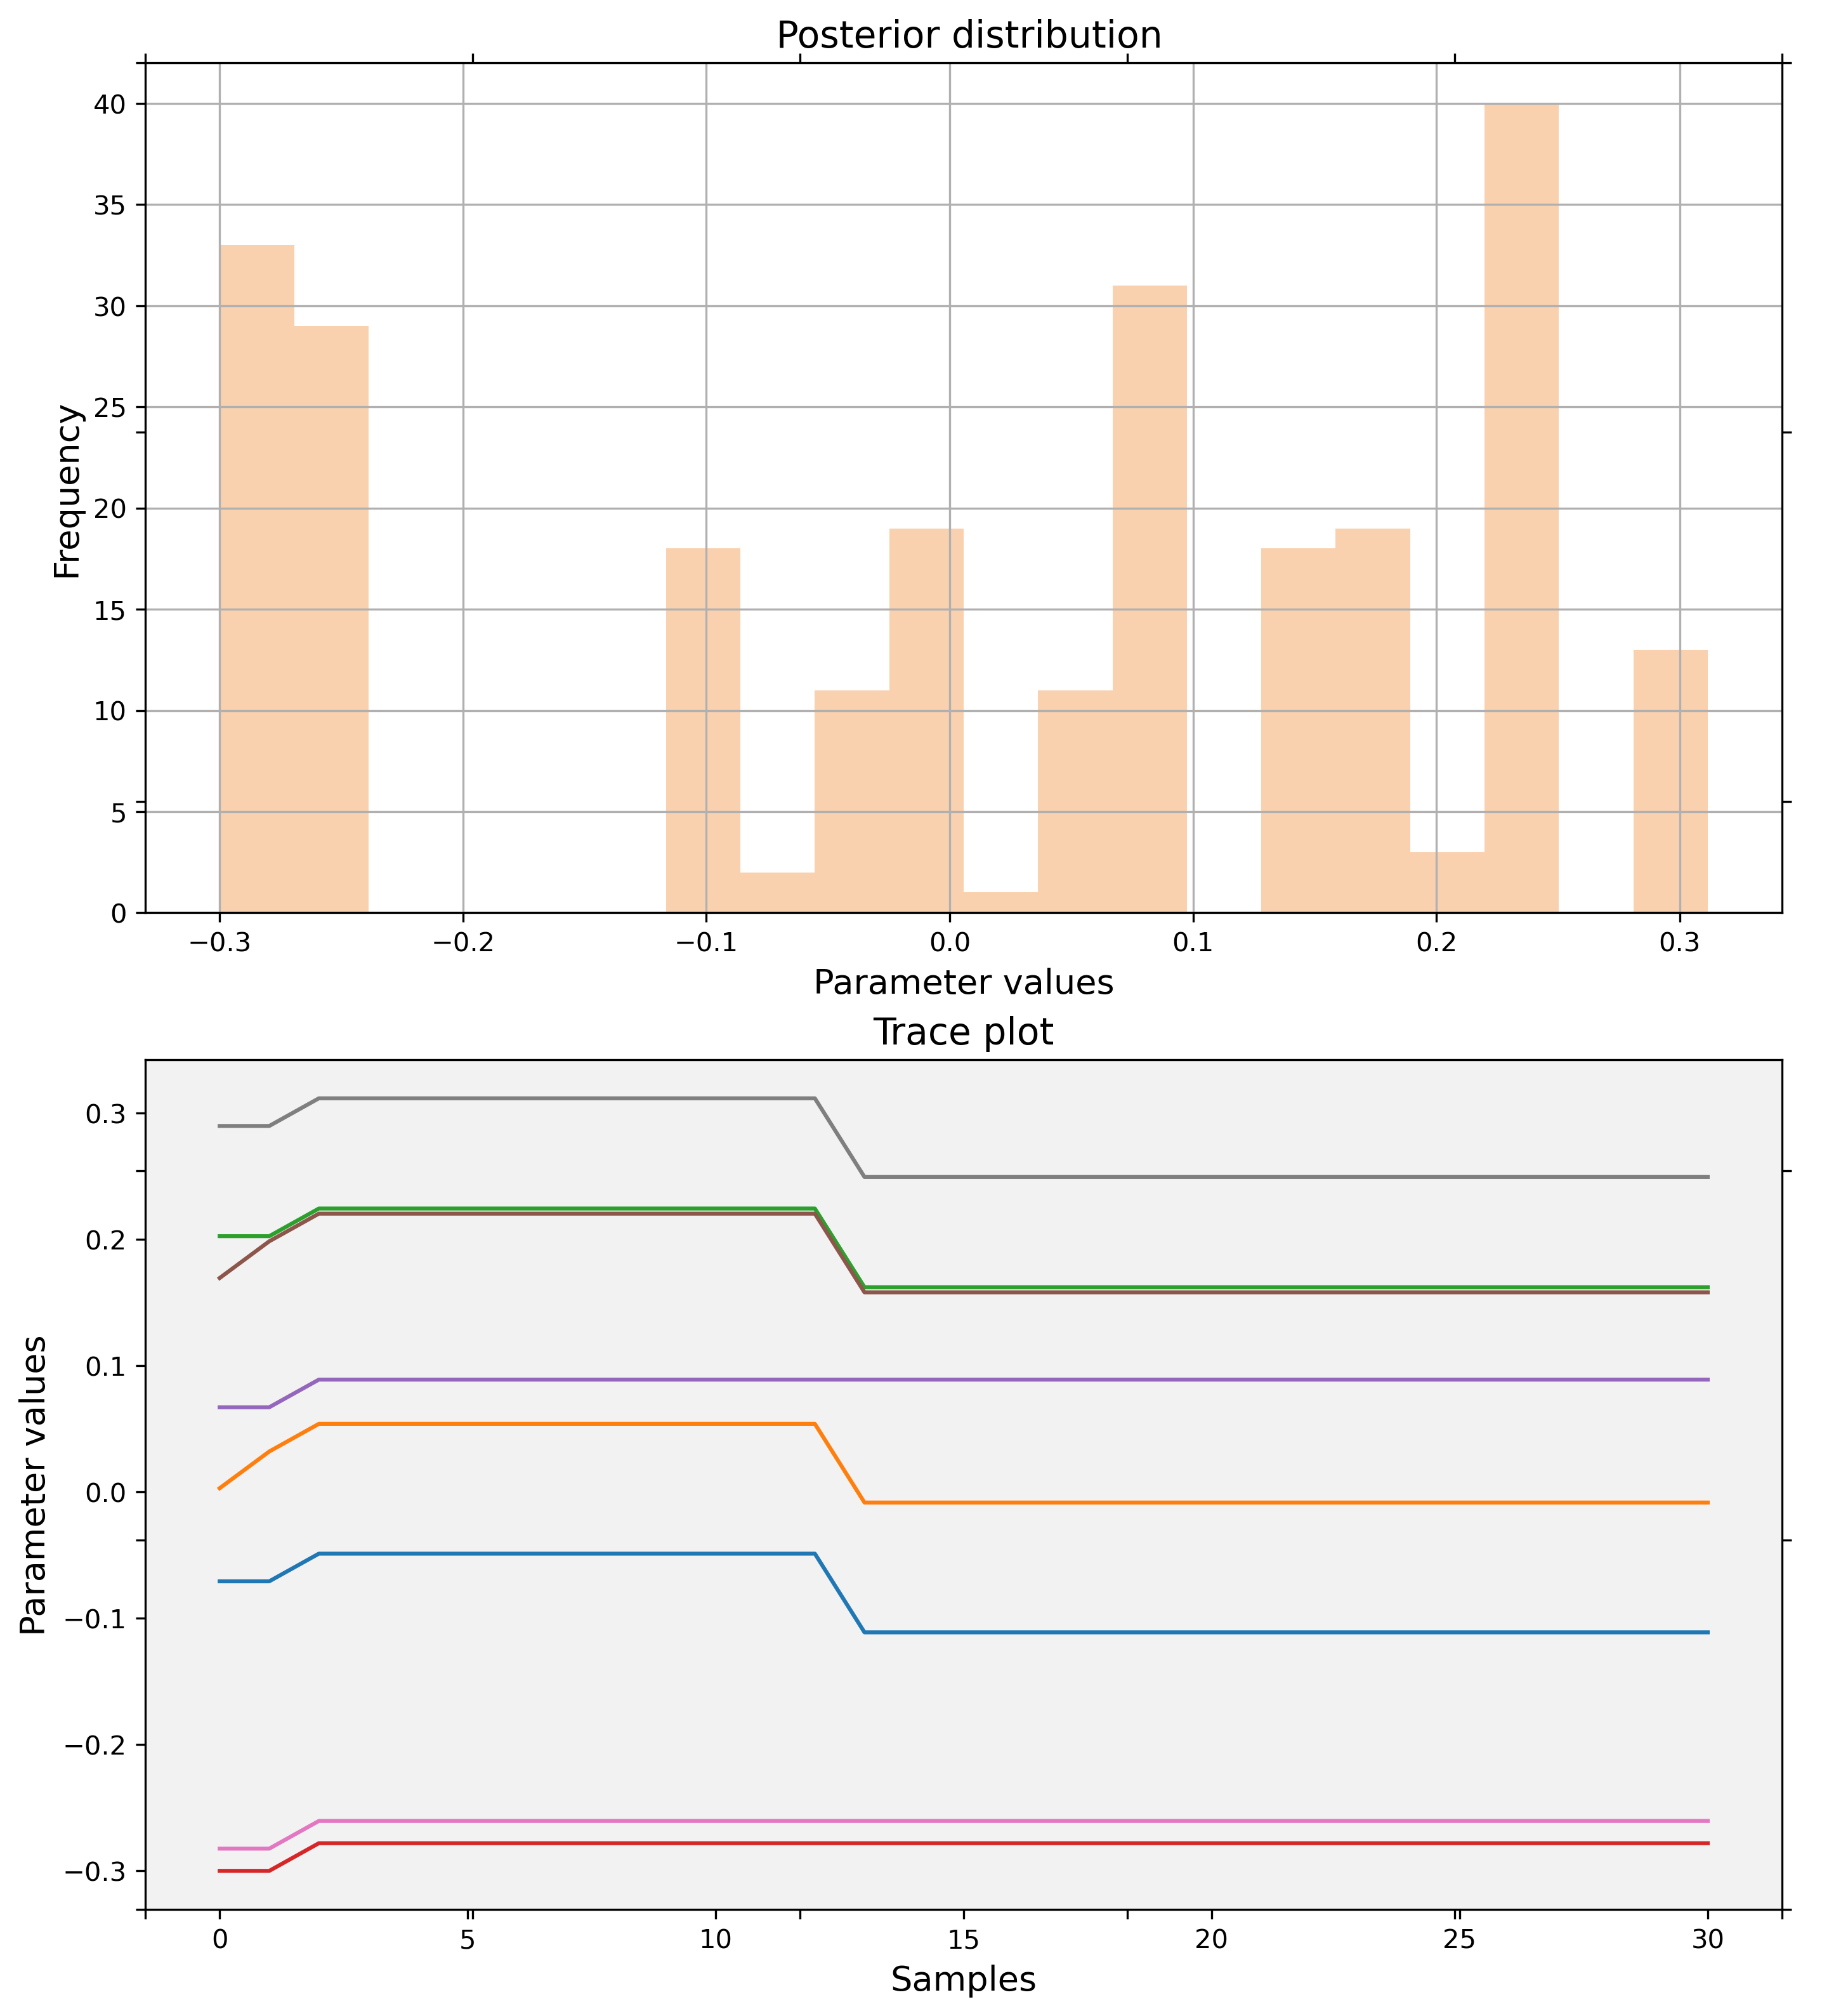 Posterior distribution
40
35
30
25
20
15
10
5
0
Frequency
−0.3 −0.2 −0.1 0.0 0.1 0.2 0.3
Parameter values
Trace plot
0.3
0.2
0.1
0.0
−0.1
−0.2
−0.3
Parameter values
0 5 10 15 20 25 30
Samples